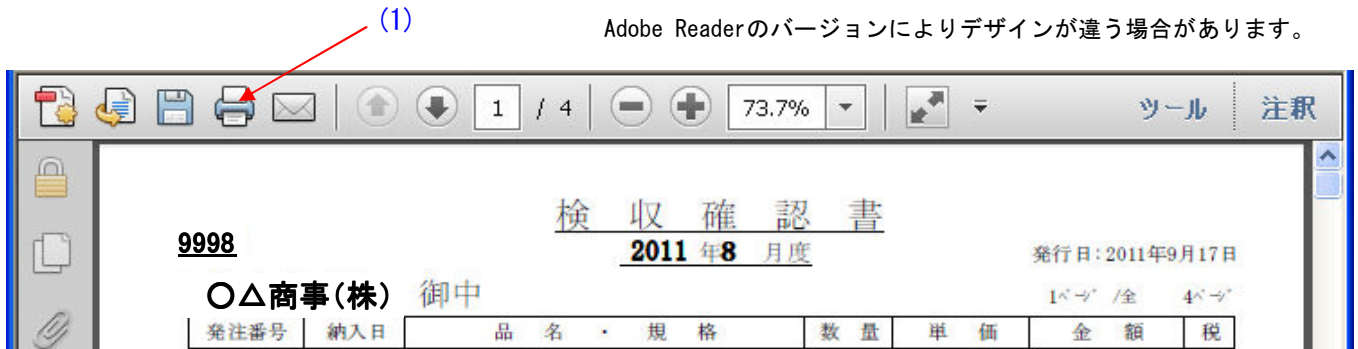 (1)
Adobe Readerのバージョンによりデザインが違う場合があります。
1 / 4 73.7% ツール 注釈
検収確認書
9998
2011 年8 月度
発行日:2011年9月17日
〇△商事(株) 御中
1ページ /全 4ページ
発注番号 納入日 品名・規格 数量 単価 金額 税